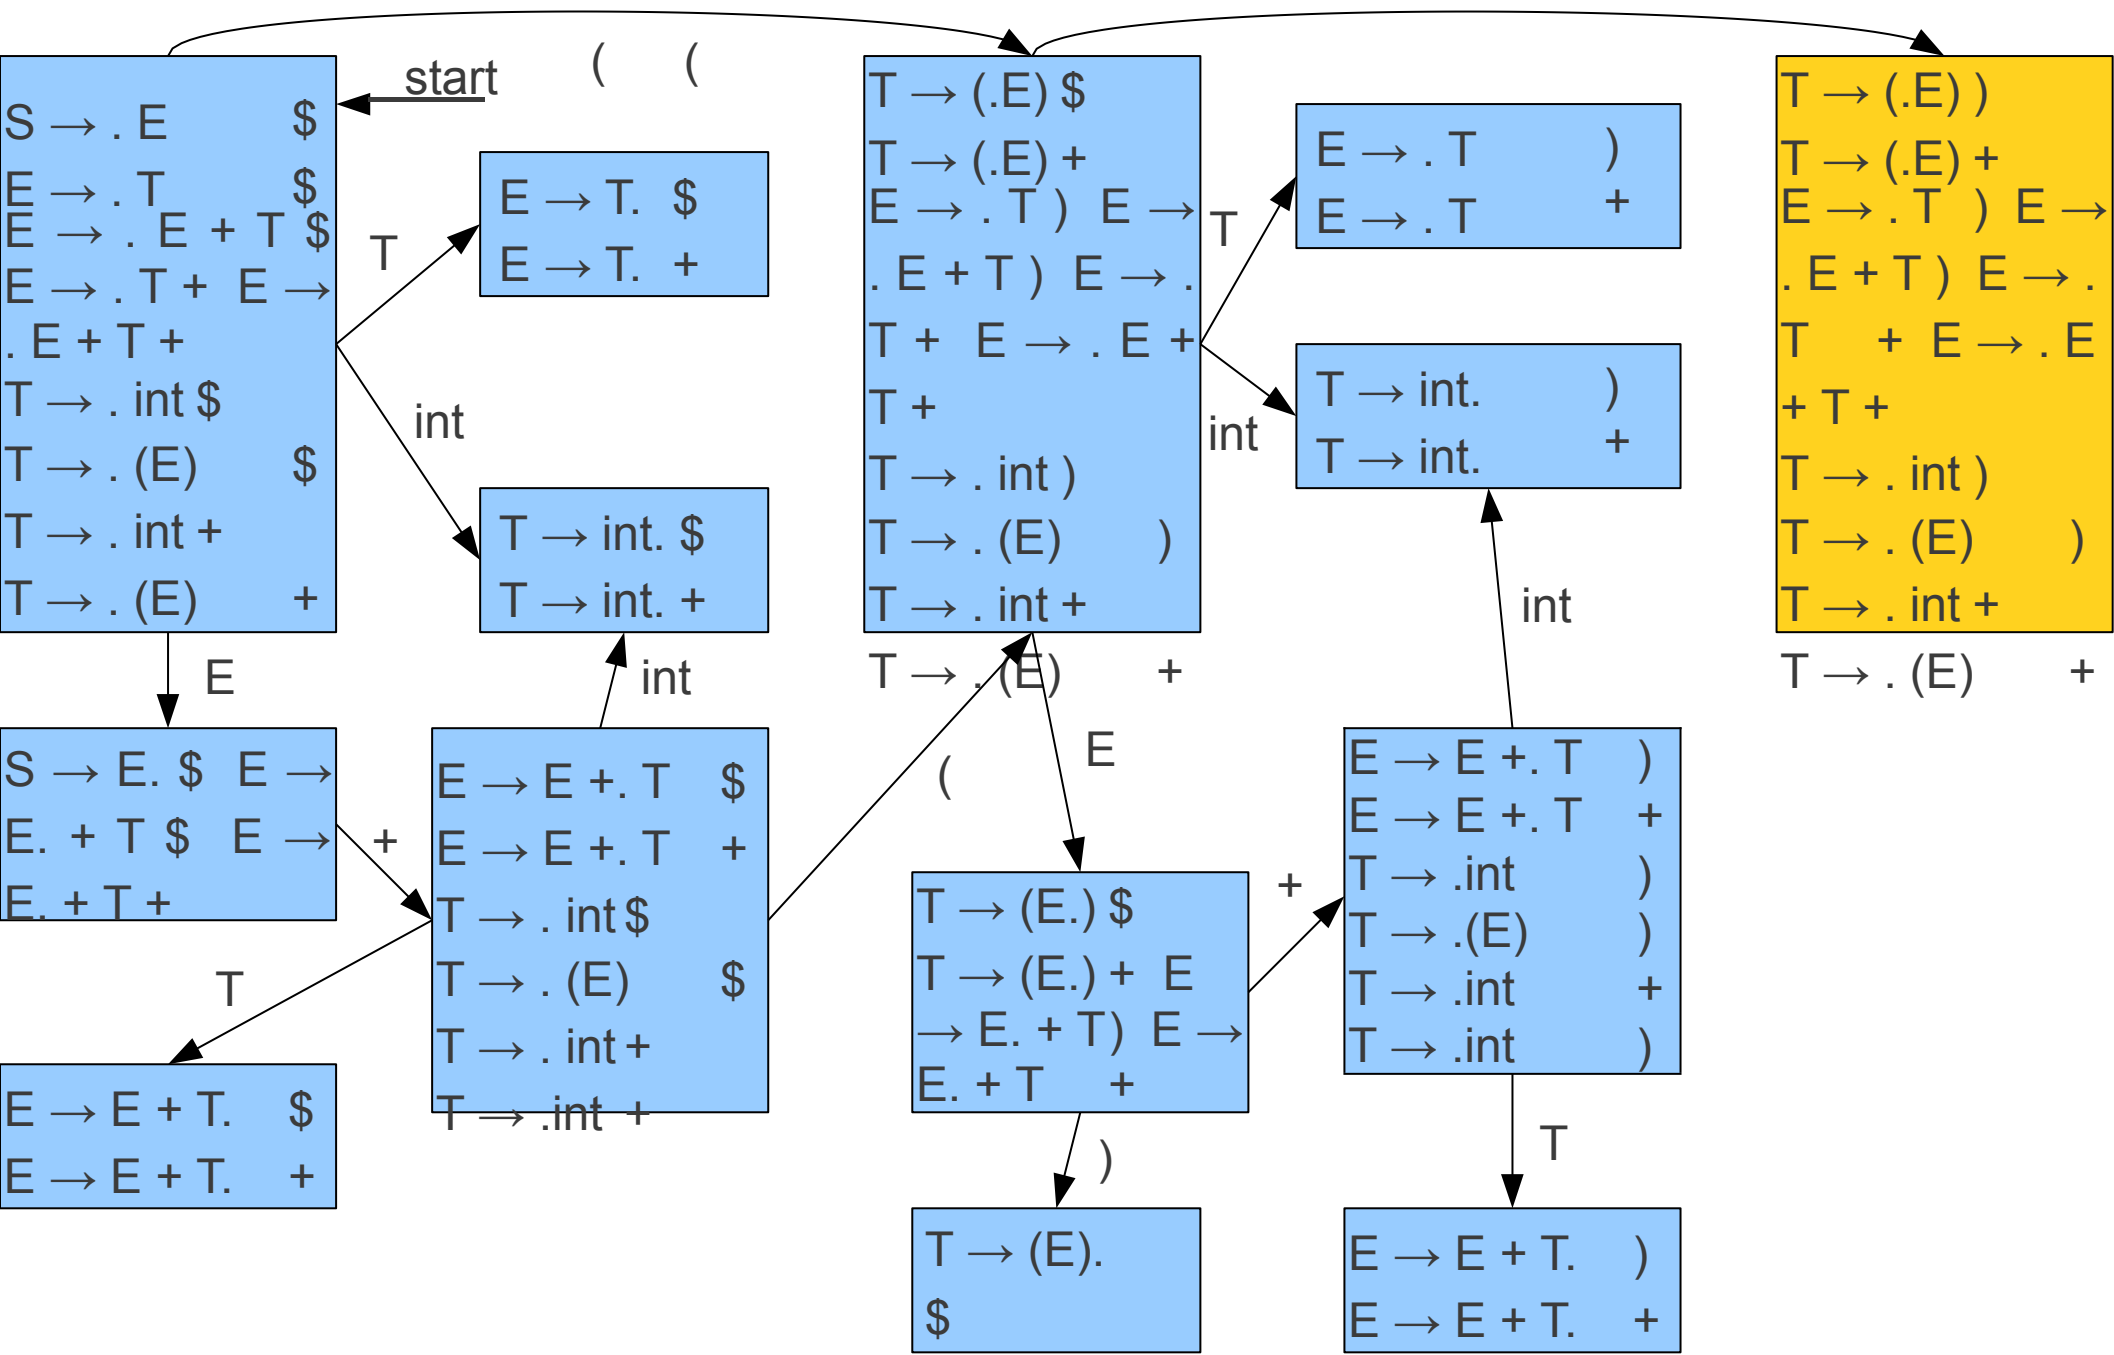 start
(
(
S → . E $
E → . T $
E → . E + T $
E → . T + E →
. E + T +
T → . int $
T → . (E) $
T → . int +
T → . (E) +
T
E → T. $
E → T. +
int
T → int. $
T → int. +
E
int
S → E. $ E →
E. + T $ E →
E. + T +
+
E → E +. T $
E → E +. T +
T → . int $
T → . (E) $
T → . int +
T → .int +
T
E → E + T. $
E → E + T. +
(
T → (.E) $
T → (.E) +
E → . T ) E →
. E + T ) E → .
T + E → . E +
T +
T → . int )
T → . (E) )
T → . int +
T → . (E) +
T
E → . T )
E → . T +
int
T → int. )
T → int. +
int
E
T → (E.) $
T → (E.) + E
→ E. + T) E →
E. + T +
+
E → E +. T )
E → E +. T +
T → .int )
T → .(E) )
T → .int +
T → .int )
)
T → (E).
$
T
E → E + T. )
E → E + T. +
T → (.E) )
T → (.E) +
E → . T ) E →
. E + T ) E → .
T + E → . E
+ T +
T → . int )
T → . (E) )
T → . int +
T → . (E) +